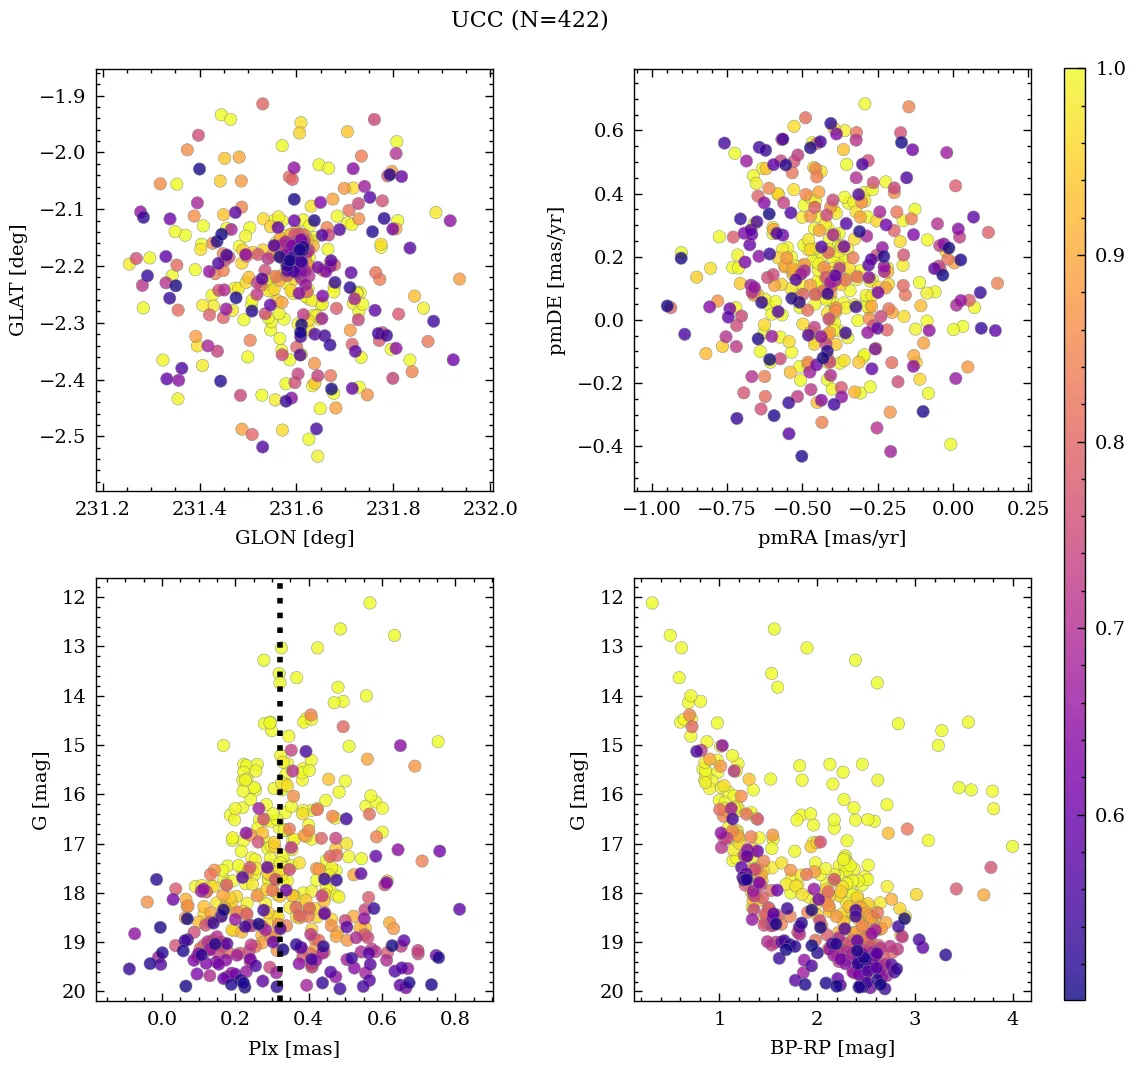 UCC (N=422)
−1.9
−2.0
−2.1
−2.2
−2.3
−2.4
−2.5
GLAT [deg]
231.2 231.4 231.6 231.8 232.0
GLON [deg]
0.6
0.4
0.2
0.0
−0.2
−0.4
pmDE [mas/yr]
−1.00 −0.75 −0.50 −0.25 0.00 0.25
pmRA [mas/yr]
12
13
14
15
16
17
18
19
20
G [mag]
0.0 0.2 0.4 0.6 0.8
Plx [mas]
12
13
14
15
16
17
18
19
20
G [mag]
1 2 3 4
BP-RP [mag]
1.0
0.9
0.8
0.7
0.6